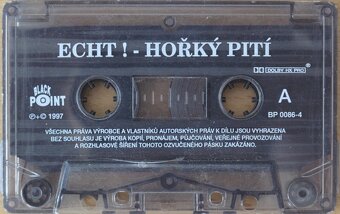 ECHT ! - HOŘKÝ PITÍ
DOLBY HX PRO
BLACK
POINT
A
℗+© 1997
BP 0086-4
VŠECHNA PRÁVA VÝROBCE A VLASTNÍKŮ AUTORSKÝCH PRÁV K DÍLU JSOU VYHRAZENA
BEZ SOUHLASU JE VÝROBA KOPIÍ, PRONÁJEM, PŮJČOVÁNÍ, VEŘEJNÉ PROVOZOVÁNÍ
A ROZHLASOVÉ ŠÍŘENÍ TOHOTO OZVUČENÉHO PÁSKU ZAKÁZÁNO.